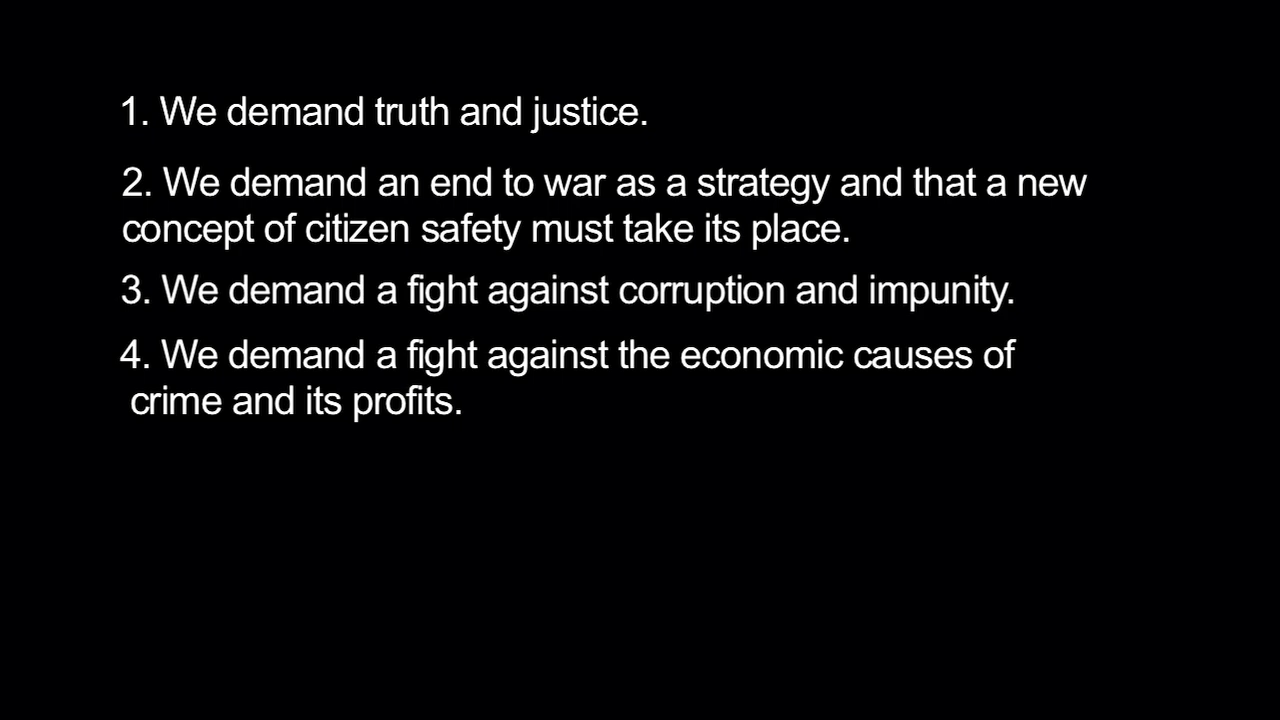 1. We demand truth and justice.
2. We demand an end to war as a strategy and that a new
concept of citizen safety must take its place.
3. We demand a fight against corruption and impunity.
4. We demand a fight against the economic causes of
crime and its profits.